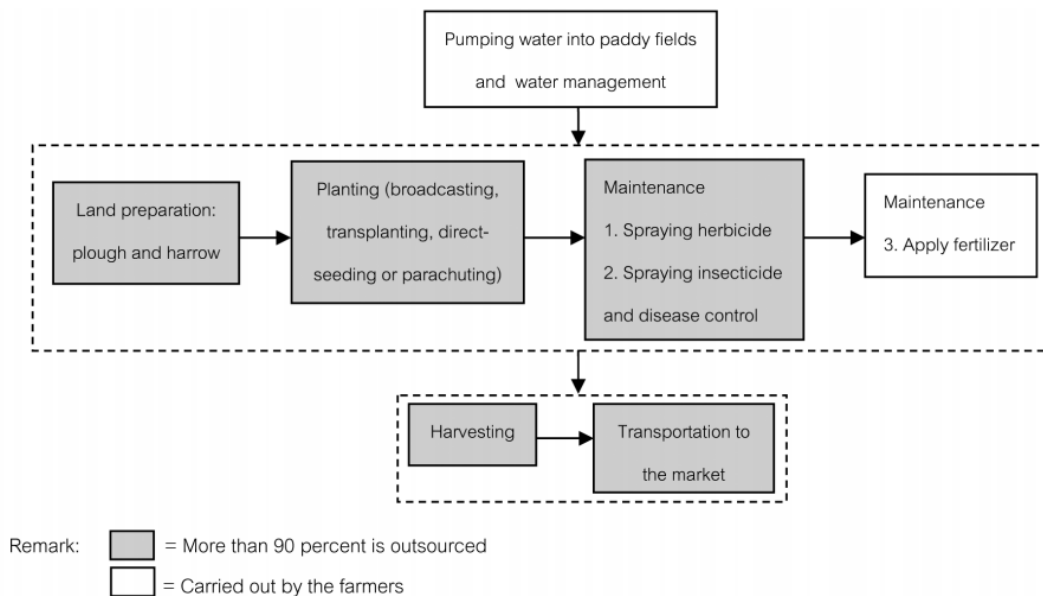 Pumping water into paddy fields
and water management
Land preparation:
plough and harrow
Planting (broadcasting,
transplanting, direct-
seeding or parachuting)
Maintenance
1. Spraying herbicide
2. Spraying insecticide
and disease control
Maintenance
3. Apply fertilizer
Harvesting
Transportation to
the market
Remark:
= More than 90 percent is outsourced
= Carried out by the farmers